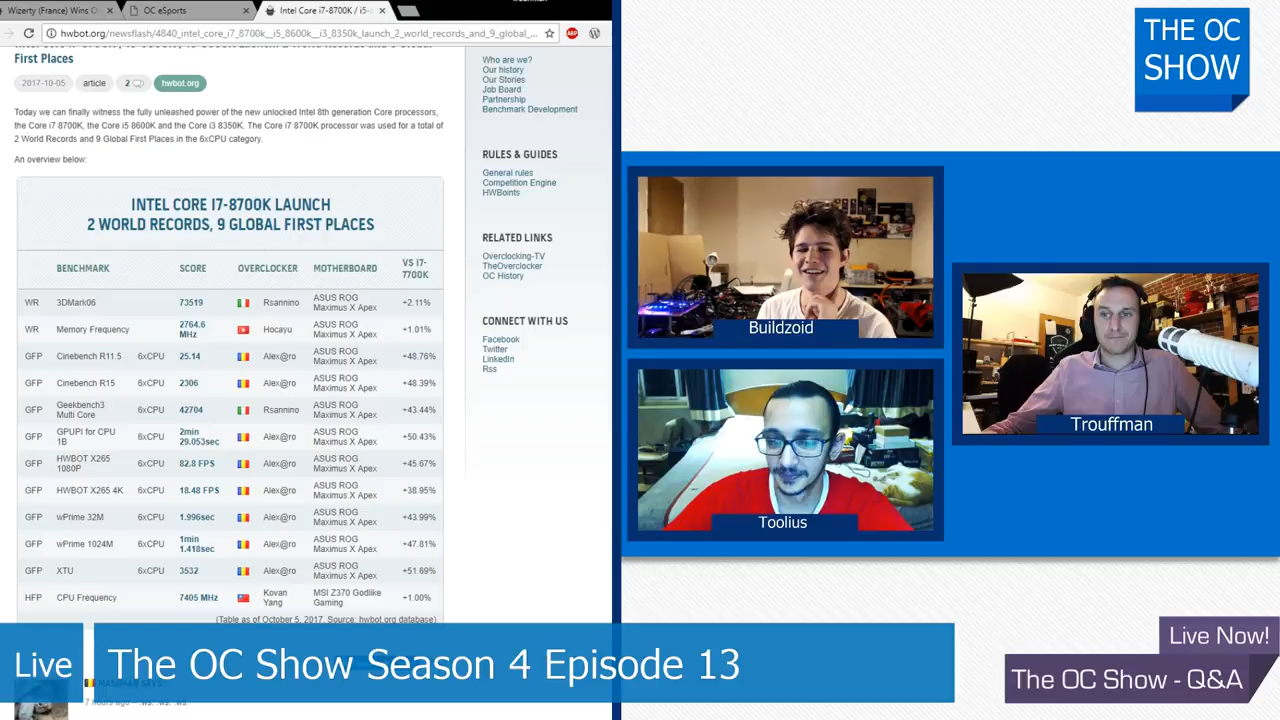 Wizerty (France) Wins O
OC eSports
Intel Core i7-8700K / i5-
hwbot.org/newsflash/4840_intel_core_i7_8700k__i5_8600k__i3_8350k_launch_2_world_records_and_9_global_...
First Places
2017-10-05 article 2 hwbot.org
Today we can finally witness the fully unleashed power of the new unlocked Intel 8th generation Core processors,
the Core i7 8700K, the Core i5 8600K and the Core i3 8350K. The Core i7 8700K processor was used for a total of
2 World Records and 9 Global First Places in the 6xCPU category.
An overview below:
INTEL CORE I7-8700K LAUNCH
2 WORLD RECORDS, 9 GLOBAL FIRST PLACES
BENCHMARK SCORE OVERCLOCKER MOTHERBOARD VS I7-7700K
WR 3DMark06 73519 Rsannino ASUS ROG Maximus X Apex +2.11%
WR Memory Frequency 2764.6 MHz Hocayu ASUS ROG Maximus X Apex +1.01%
GFP Cinebench R11.5 6xCPU 25.14 Alex@ro ASUS ROG Maximus X Apex +48.76%
GFP Cinebench R15 6xCPU 2306 Alex@ro ASUS ROG Maximus X Apex +48.39%
GFP Geekbench3 Multi Core 6xCPU 42704 Rsannino ASUS ROG Maximus X Apex +43.44%
GFP GPUPI for CPU 1B 6xCPU 2min 29.053sec Alex@ro ASUS ROG Maximus X Apex +50.43%
GFP HWBOT X265 1080P 6xCPU 82.8 FPS Alex@ro ASUS ROG Maximus X Apex +45.67%
GFP HWBOT X265 4K 6xCPU 18.48 FPS Alex@ro ASUS ROG Maximus X Apex +38.95%
GFP wPrime 32M 6xCPU 1.996sec Alex@ro ASUS ROG Maximus X Apex +43.99%
GFP wPrime 1024M 6xCPU 1min 1.418sec Alex@ro ASUS ROG Maximus X Apex +47.81%
GFP XTU 6xCPU 3532 Alex@ro ASUS ROG Maximus X Apex +51.69%
HFP CPU Frequency 7405 MHz Kovan Yang MSI Z370 Godlike Gaming +1.00%
(Table as of October 5, 2017. Source: hwbot.org database)
Who are we?
Our history
Our Stories
Job Board
Partnership
Benchmark Development
RULES & GUIDES
General rules
Competition Engine
HWBoints
RELATED LINKS
Overclocking-TV
TheOverclocker
OC History
CONNECT WITH US
Facebook
Twitter
LinkedIn
Rss
THE OC
SHOW
Buildzoid
Trouffman
Toolius
Live
The OC Show Season 4 Episode 13
7 hours ago
Live Now!
The OC Show - Q&A